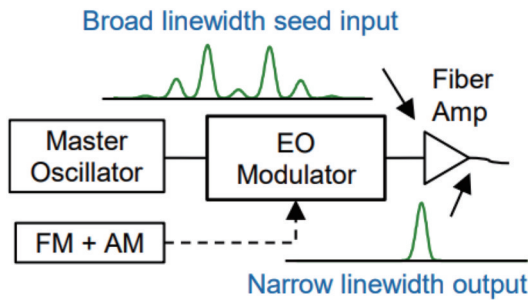 Broad linewidth seed input
Fiber
Amp
Master
Oscillator
EO
Modulator
FM + AM
Narrow linewidth output